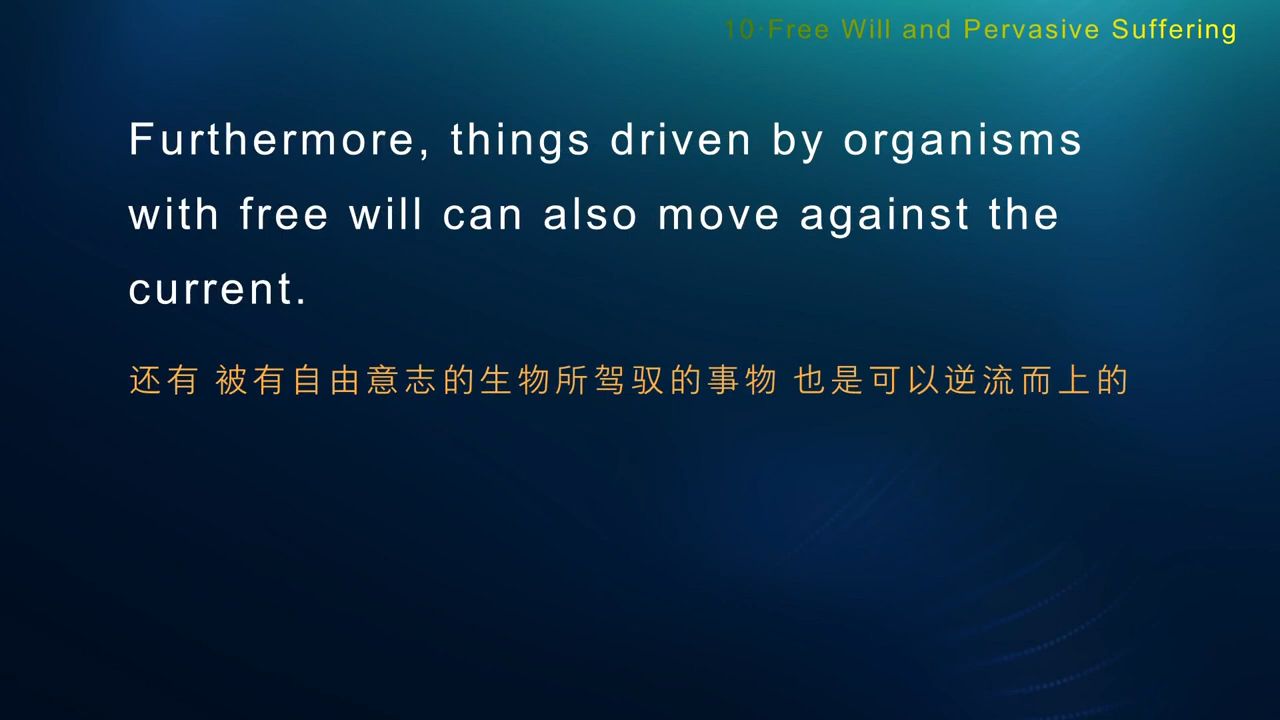 10·Free Will and Pervasive Suffering
Furthermore, things driven by organisms
with free will can also move against the
current.
还有 被有自由意志的生物所驾驭的事物 也是可以逆流而上的